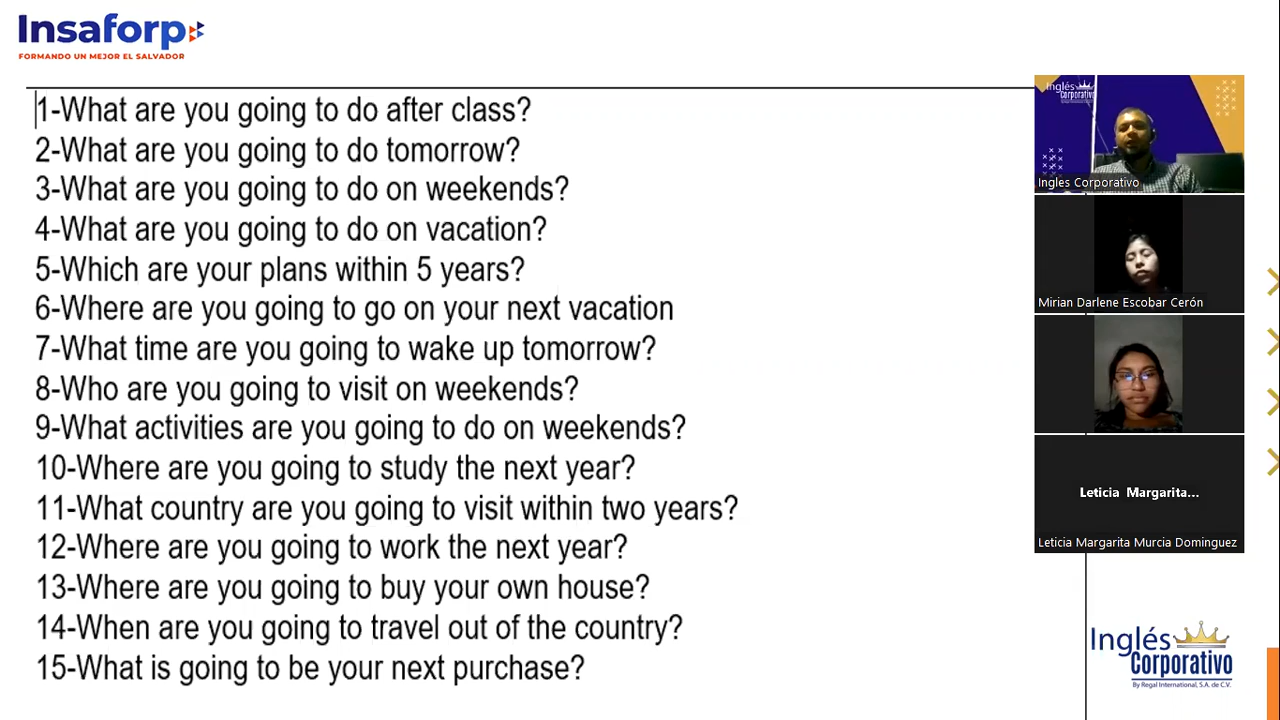 Insaforp
FORMANDO UN MEJOR EL SALVADOR
1-What are you going to do after class?
2-What are you going to do tomorrow?
3-What are you going to do on weekends?
4-What are you going to do on vacation?
5-Which are your plans within 5 years?
6-Where are you going to go on your next vacation
7-What time are you going to wake up tomorrow?
8-Who are you going to visit on weekends?
9-What activities are you going to do on weekends?
10-Where are you going to study the next year?
11-What country are you going to visit within two years?
12-Where are you going to work the next year?
13-Where are you going to buy your own house?
14-When are you going to travel out of the country?
15-What is going to be your next purchase?
Inglés
Corporativo
Ingles Corporativo
Mirian Darlene Escobar Cerón
Leticia Margarita...
Leticia Margarita Murcia Dominguez
Inglés
Corporativo
By Regal International, S.A. de C.V.